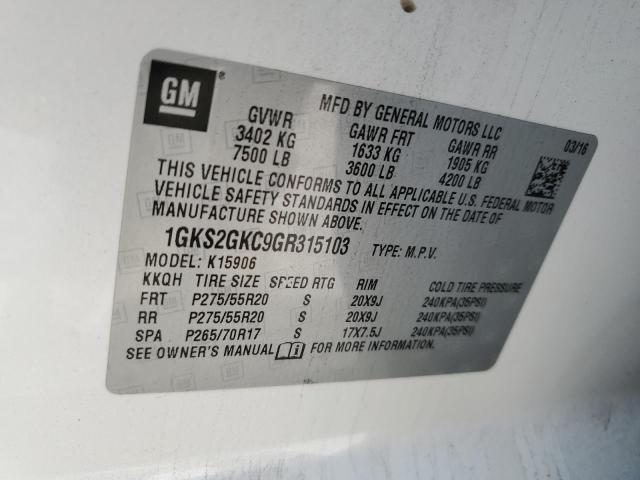 GM ®
MFD BY GENERAL MOTORS LLC
03/16
GVWR GAWR FRT GAWR RR
3402 KG 1633 KG 1905 KG
7500 LB 3600 LB 4200 LB
THIS VEHICLE CONFORMS TO ALL APPLICABLE U.S. FEDERAL MOTOR
VEHICLE SAFETY STANDARDS IN EFFECT ON THE DATE OF
MANUFACTURE SHOWN ABOVE.
1GKS2GKC9GR315103 TYPE: M.P.V.
MODEL: K15906
KKQH TIRE SIZE SPEED RTG RIM COLD TIRE PRESSURE
FRT P275/55R20 S 20X9J 240KPA(35PSI)
RR P275/55R20 S 20X9J 240KPA(35PSI)
SPA P265/70R17 S 17X7.5J 240KPA(35PSI)
SEE OWNER'S MANUAL FOR MORE INFORMATION.